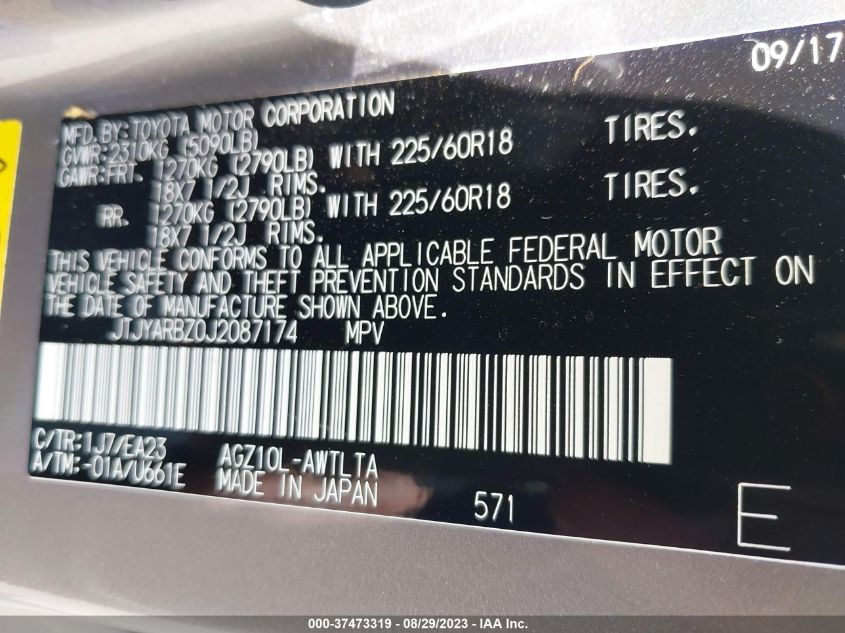 09/17
MFD.BY:TOYOTA MOTOR CORPORATION
GVWR:2310KG (5090LB)
GAWR:FRT. 1270KG (2790LB) WITH 225/60R18 TIRES.
18X7 1/2J RIMS.
RR. 1270KG (2790LB) WITH 225/60R18 TIRES.
18X7 1/2J RIMS.
THIS VEHICLE CONFORMS TO ALL APPLICABLE FEDERAL MOTOR
VEHICLE SAFETY AND THEFT PREVENTION STANDARDS IN EFFECT ON
THE DATE OF MANUFACTURE SHOWN ABOVE.
JTJYARBZ0J2087174 MPV
C/TR:1J7/EA23 AGZ10L-AWTLTA
A/TM:-01A/U661E MADE IN JAPAN
571 E
000-37473319 - 08/29/2023 - IAA Inc.